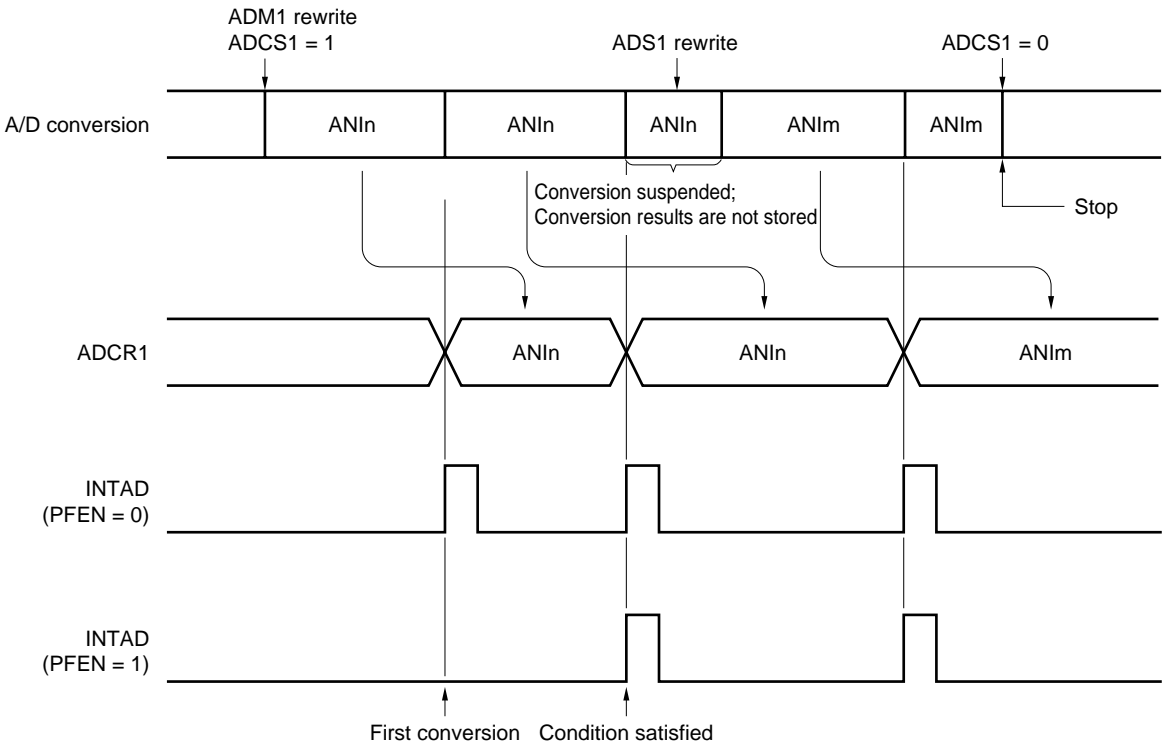 ADM1 rewrite
ADCS1 = 1
ADS1 rewrite
ADCS1 = 0
A/D conversion
ANIn
ANIn
ANIn
ANIm
ANIm
Conversion suspended;
Conversion results are not stored
Stop
ADCR1
ANIn
ANIn
ANIm
INTAD
(PFEN = 0)
INTAD
(PFEN = 1)
First conversion
Condition satisfied